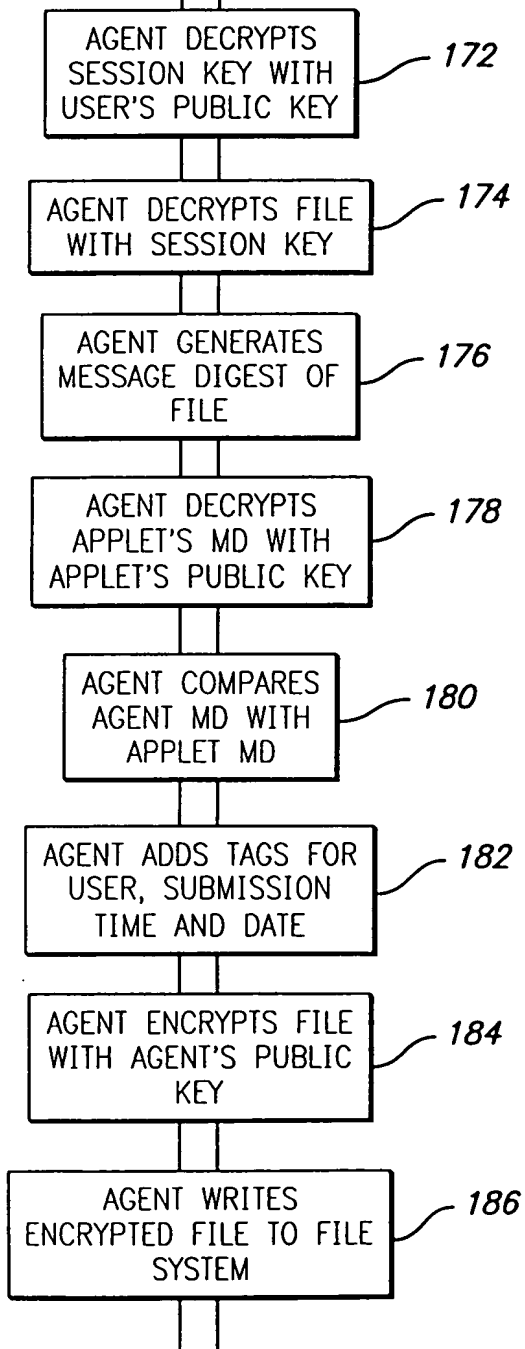 AGENT DECRYPTS
SESSION KEY WITH
USER'S PUBLIC KEY
172
AGENT DECRYPTS FILE
WITH SESSION KEY
174
AGENT GENERATES
MESSAGE DIGEST OF
FILE
176
AGENT DECRYPTS
APPLET'S MD WITH
APPLET'S PUBLIC KEY
178
AGENT COMPARES
AGENT MD WITH
APPLET MD
180
AGENT ADDS TAGS FOR
USER, SUBMISSION
TIME AND DATE
182
AGENT ENCRYPTS FILE
WITH AGENT'S PUBLIC
KEY
184
AGENT WRITES
ENCRYPTED FILE TO FILE
SYSTEM
186